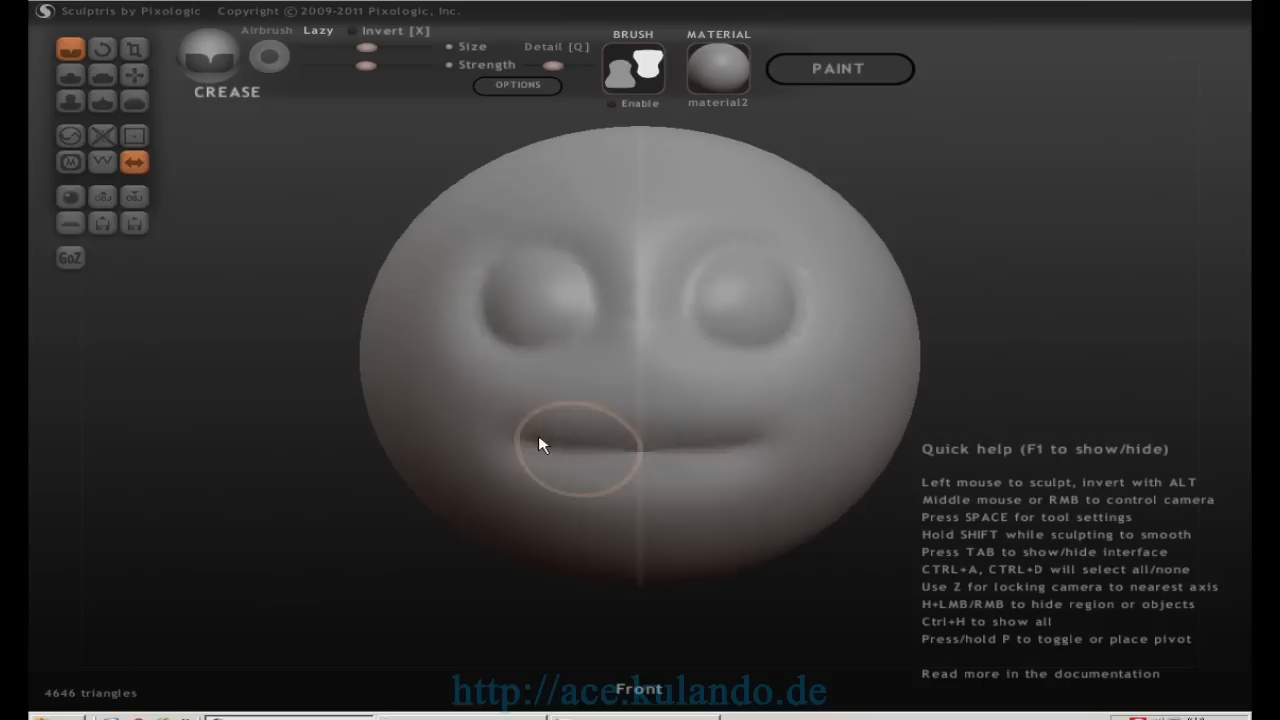 Sculptris by Pixologic Copyright © 2009-2011 Pixologic, Inc.
Airbrush Lazy Invert [X]
Size Detail [Q]
Strength
OPTIONS
CREASE
BRUSH
Enable
MATERIAL
material2
PAINT
OBJ OBJ
GoZ
Quick help (F1 to show/hide)
Left mouse to sculpt, invert with ALT
Middle mouse or RMB to control camera
Press SPACE for tool settings
Hold SHIFT while sculpting to smooth
Press TAB to show/hide interface
CTRL+A, CTRL+D will select all/none
Use Z for locking camera to nearest axis
H+LMB/RMB to hide region or objects
Ctrl+H to show all
Press/hold P to toggle or place pivot
Read more in the documentation
4646 triangles
Front
http://ace.kulando.de